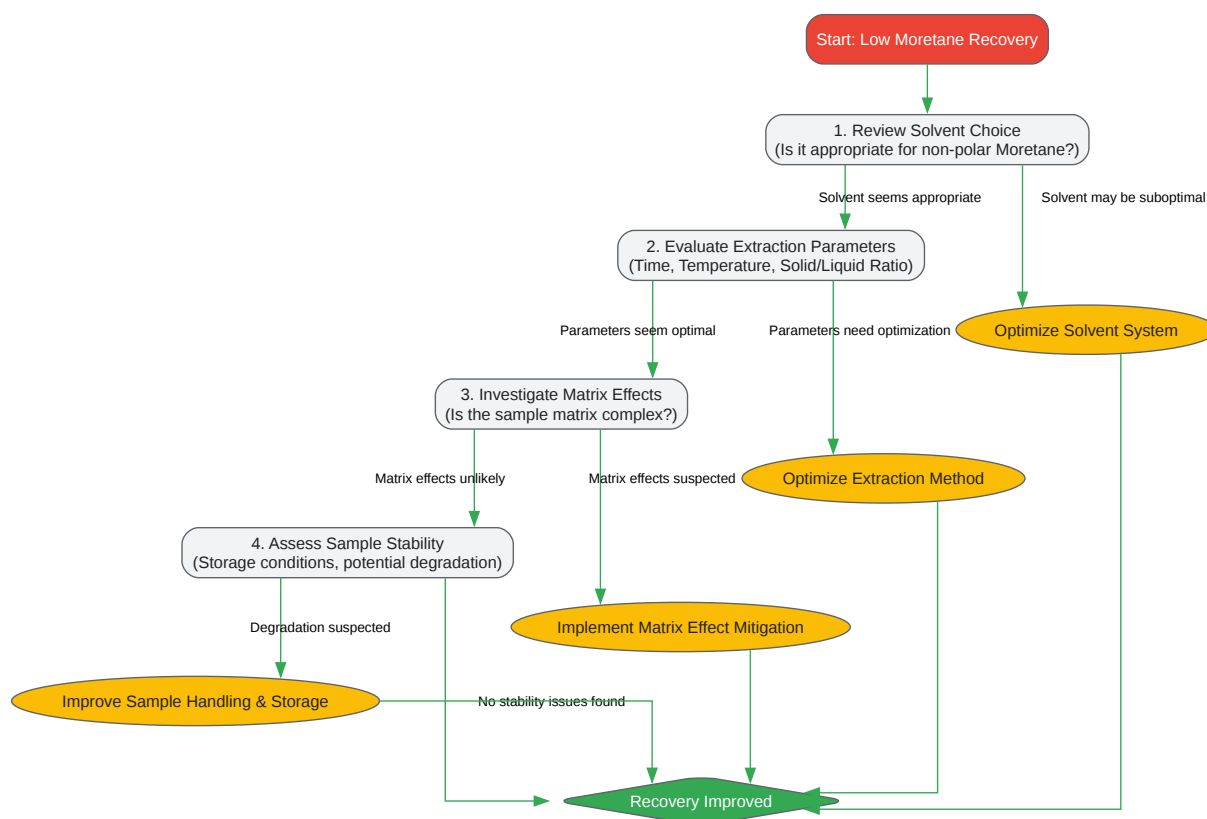 Start: Low Moretane Recovery
1. Review Solvent Choice
(Is it appropriate for non-polar Moretane?)
Solvent seems appropriate
Solvent may be suboptimal
2. Evaluate Extraction Parameters
(Time, Temperature, Solid/Liquid Ratio)
Parameters seem optimal
Parameters need optimization
Optimize Solvent System
3. Investigate Matrix Effects
(Is the sample matrix complex?)
Matrix effects unlikely
Matrix effects suspected
Optimize Extraction Method
4. Assess Sample Stability
(Storage conditions, potential degradation)
Degradation suspected
Implement Matrix Effect Mitigation
Improve Sample Handling & Storage
No stability issues found
Recovery Improved